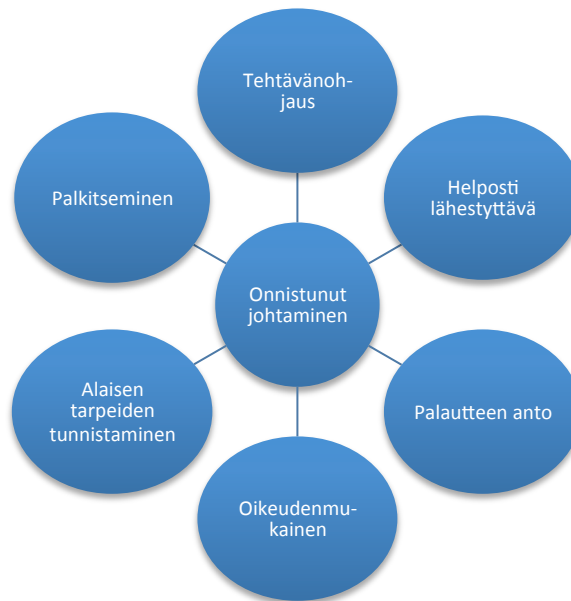 Tehtävänoh-
jaus
Palkitseminen
Helposti
lähestyttävä
Onnistunut
johtaminen
Alaisen
tarpeiden
tunnistaminen
Palautteen anto
Oikeudenmu-
kainen